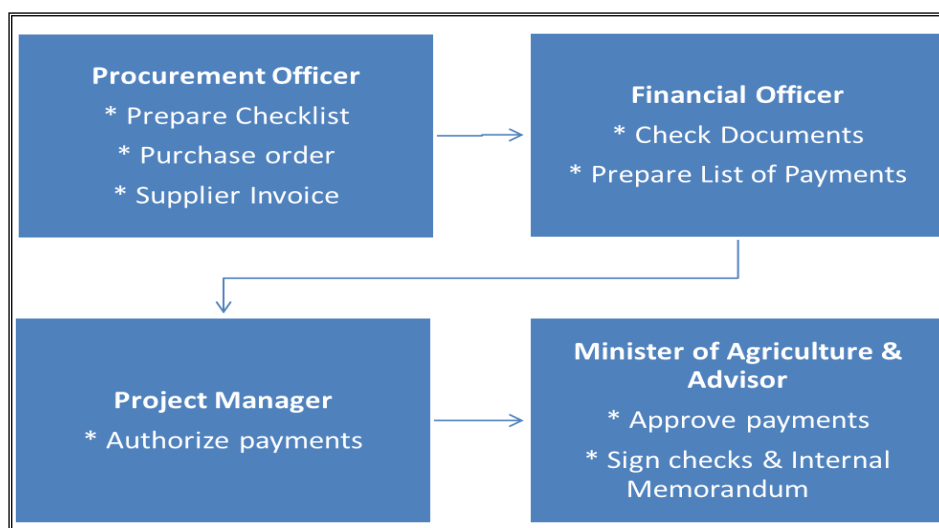 Procurement Officer
* Prepare Checklist
* Purchase order
* Supplier Invoice
Financial Officer
* Check Documents
* Prepare List of Payments
Project Manager
* Authorize payments
Minister of Agriculture &
Advisor
* Approve payments
* Sign checks & Internal
Memorandum